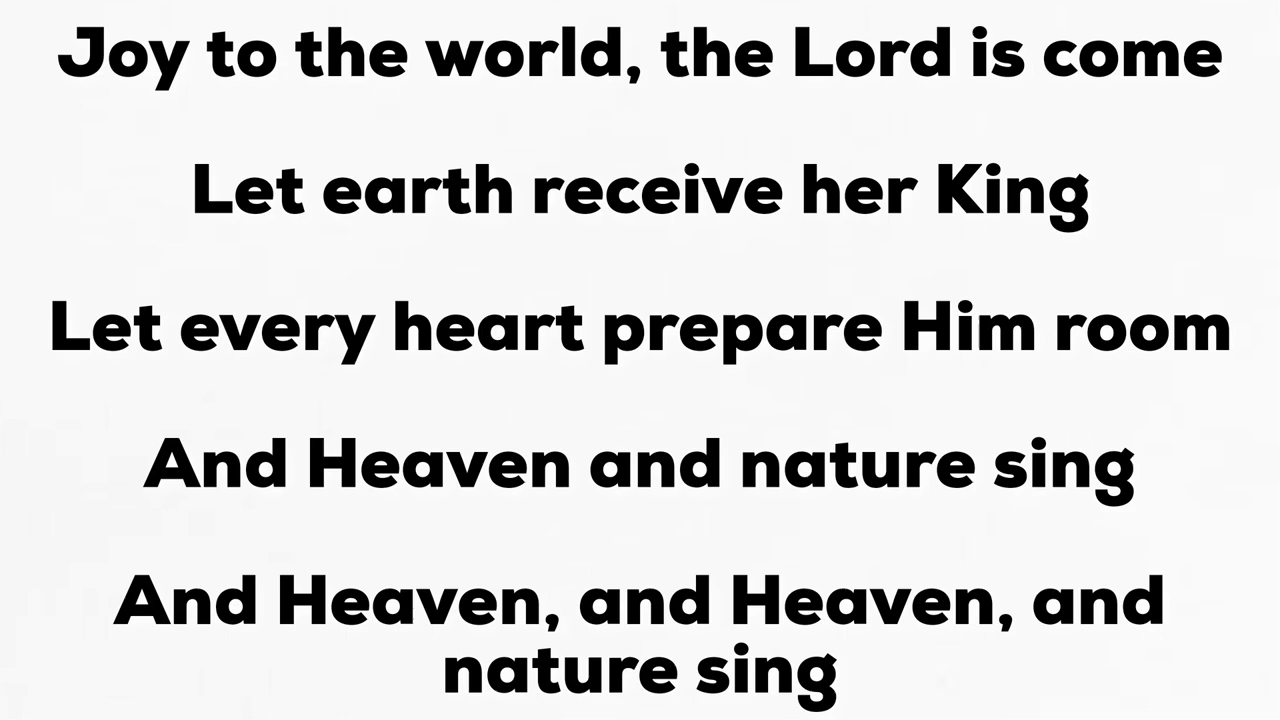 Joy to the world, the Lord is come
Let earth receive her King
Let every heart prepare Him room
And Heaven and nature sing
And Heaven, and Heaven, and
nature sing